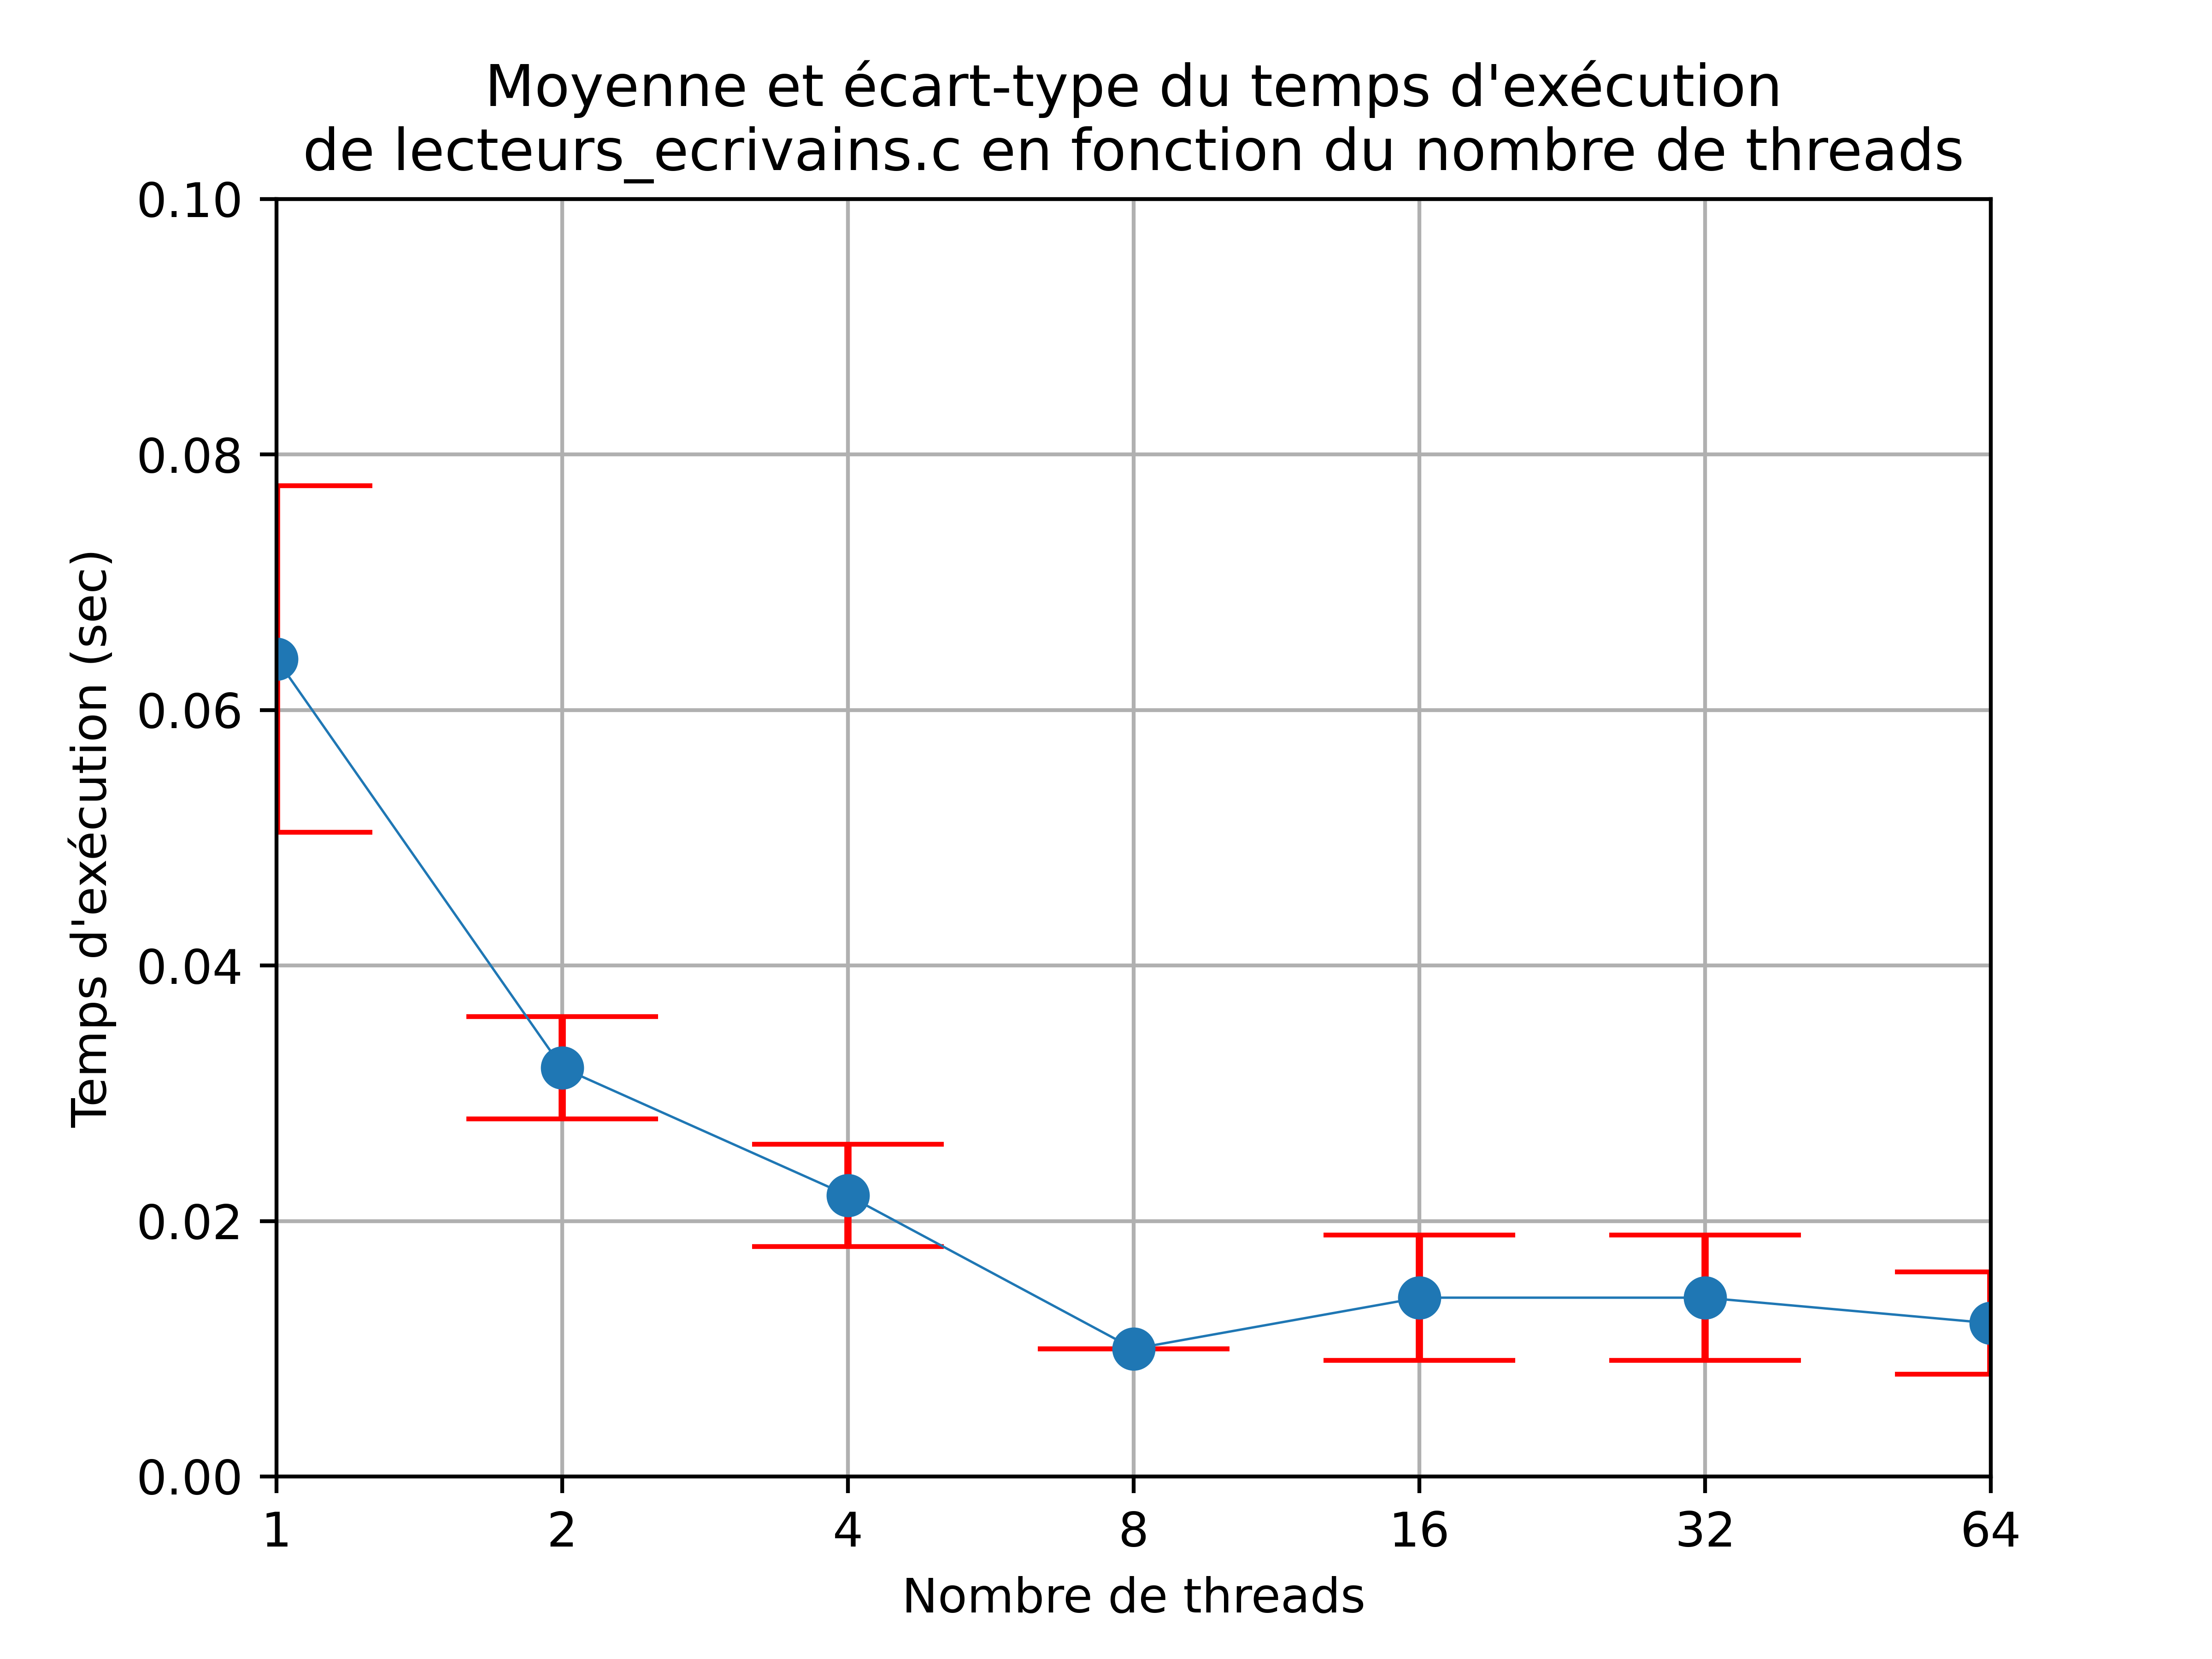 Moyenne et écart-type du temps d'exécution
de lecteurs_ecrivains.c en fonction du nombre de threads
0.10
0.08
0.06
0.04
0.02
0.00
Temps d'exécution (sec)
1 2 4 8 16 32 64
Nombre de threads